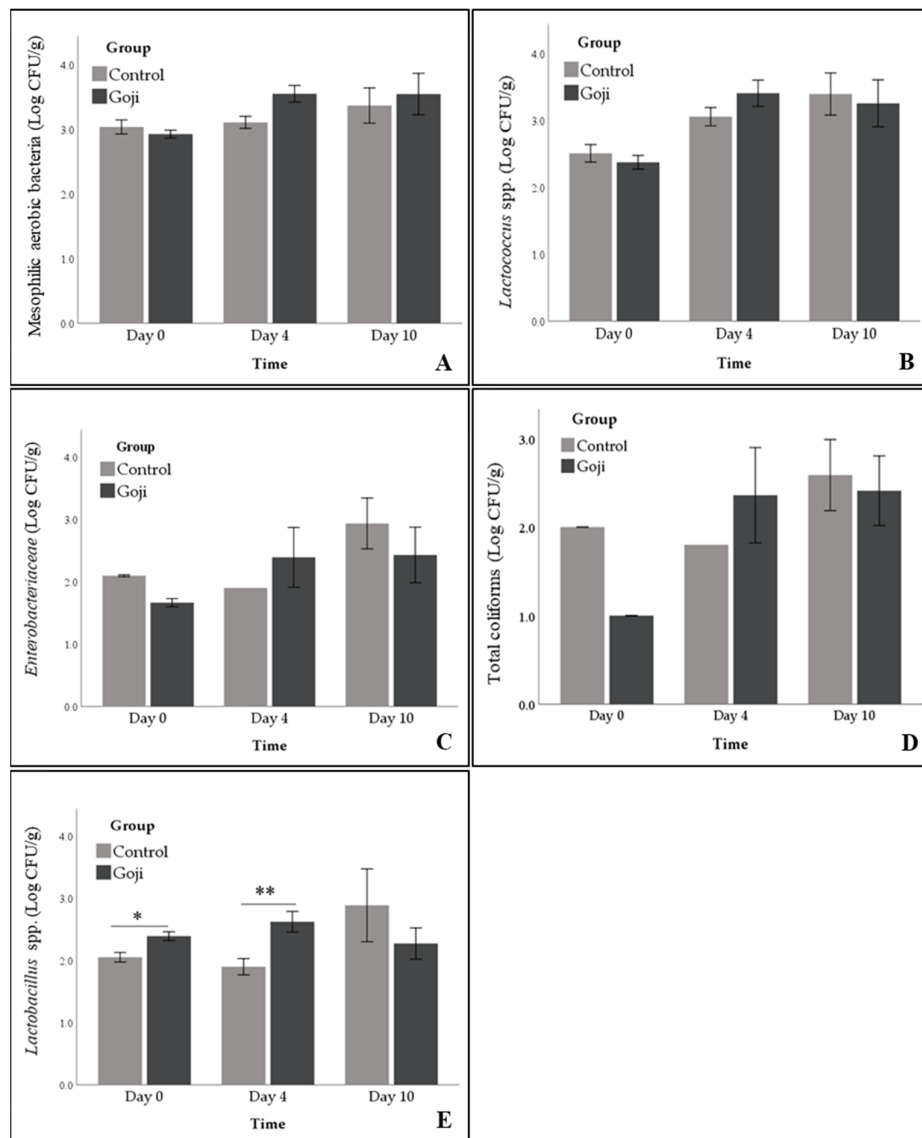 Mesophilic aerobic bacteria (Log CFU/g)
Group
Control
Goji
4.0
3.0
2.0
1.0
0.0
Day 0 Day 4 Day 10
Time
A
Lactococcus spp. (Log CFU/g)
Group
Control
Goji
4.0
3.0
2.0
1.0
0.0
Day 0 Day 4 Day 10
Time
B
Enterobacteriaceae (Log CFU/g)
Group
Control
Goji
4.0
3.0
2.0
1.0
0.0
Day 0 Day 4 Day 10
Time
C
Total coliforms (Log CFU/g)
Group
Control
Goji
3.0
2.0
1.0
0.0
Day 0 Day 4 Day 10
Time
D
Lactobacillus spp. (Log CFU/g)
Group
Control
Goji
4.0
3.0
2.0
1.0
0.0
* **
Day 0 Day 4 Day 10
Time
E